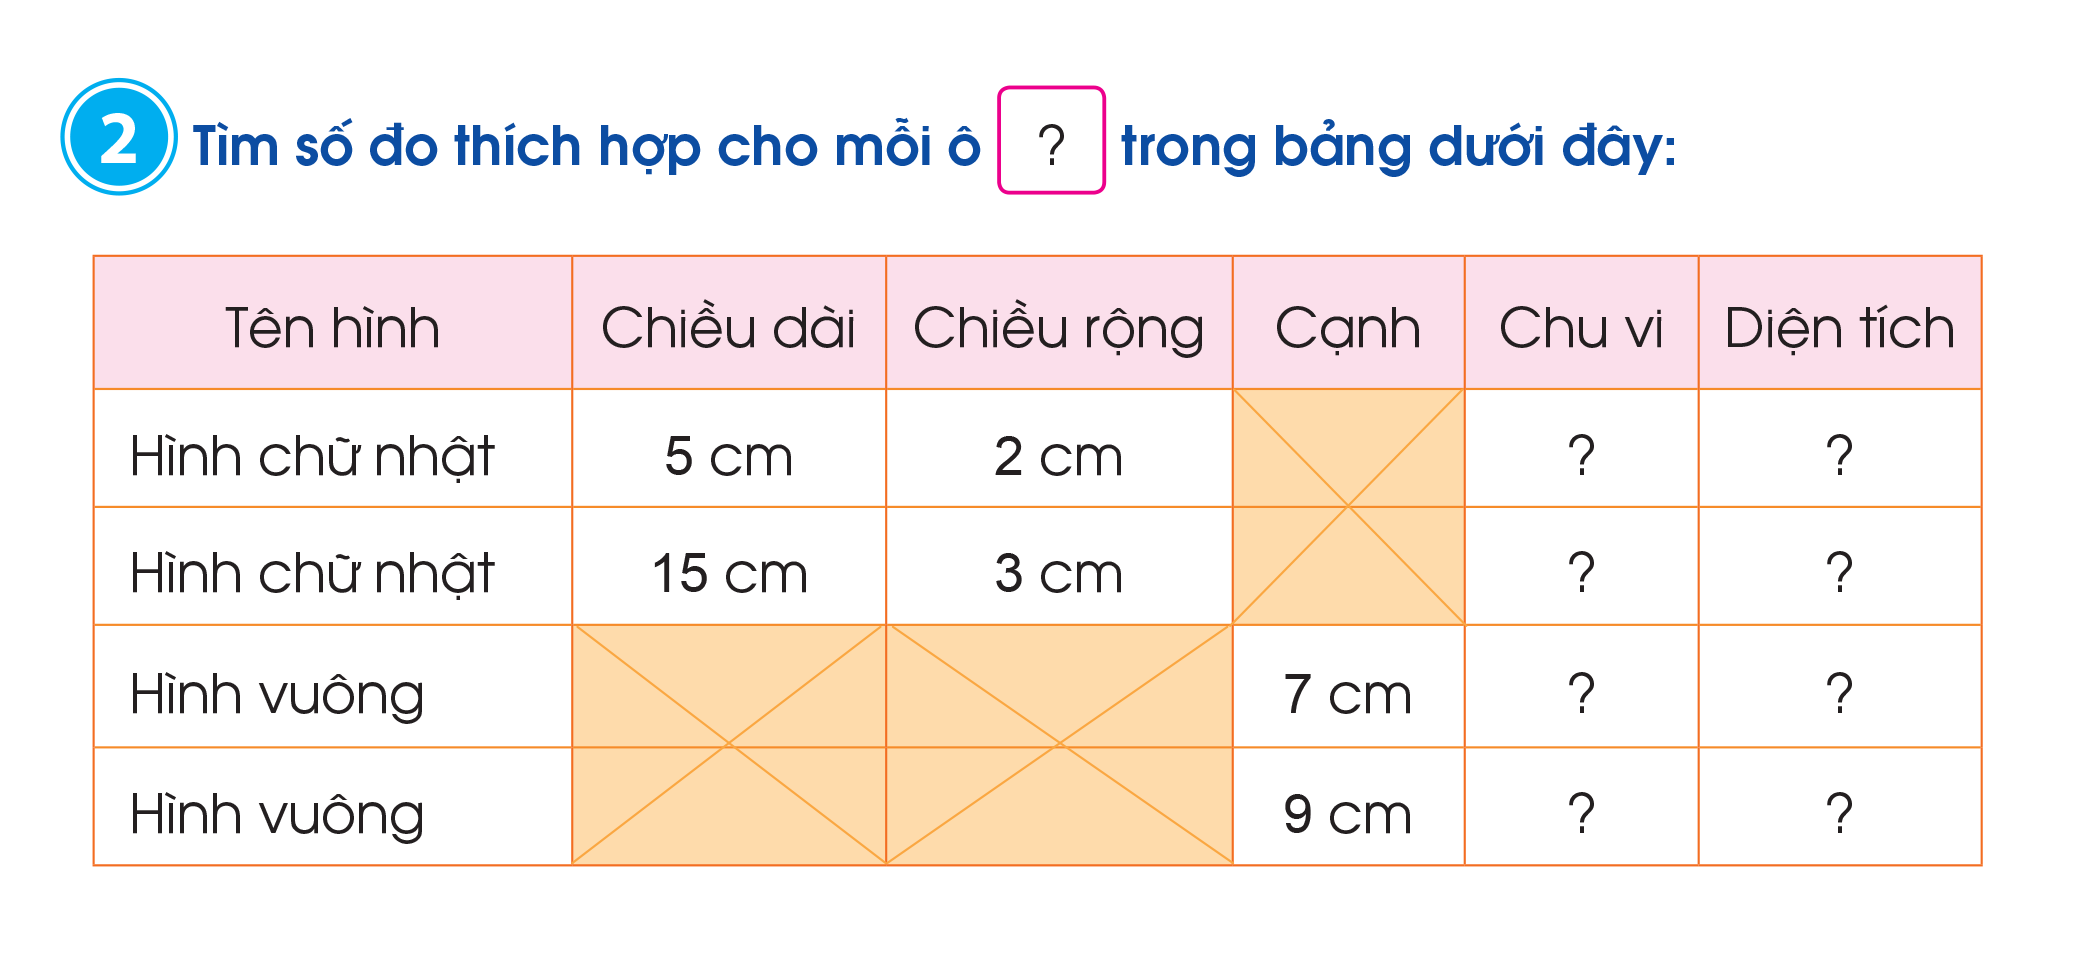 2 Tìm số đo thích hợp cho mỗi ô ? trong bảng dưới đây:
Tên hình Chiều dài Chiều rộng Cạnh Chu vi Diện tích
Hình chữ nhật 5 cm 2 cm ? ?
Hình chữ nhật 15 cm 3 cm ? ?
Hình vuông 7 cm ? ?
Hình vuông 9 cm ? ?